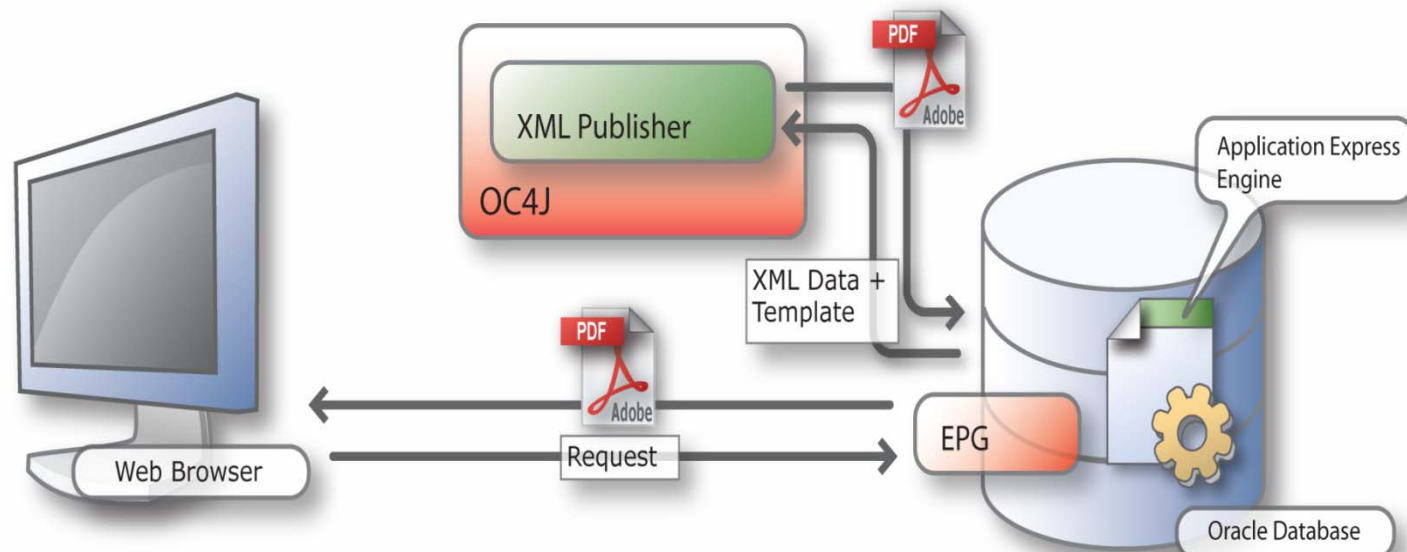 PDF
Adobe
XML Publisher
OC4J
Application Express
Engine
XML Data +
Template
PDF
Adobe
EPG
Request
Web Browser
Oracle Database